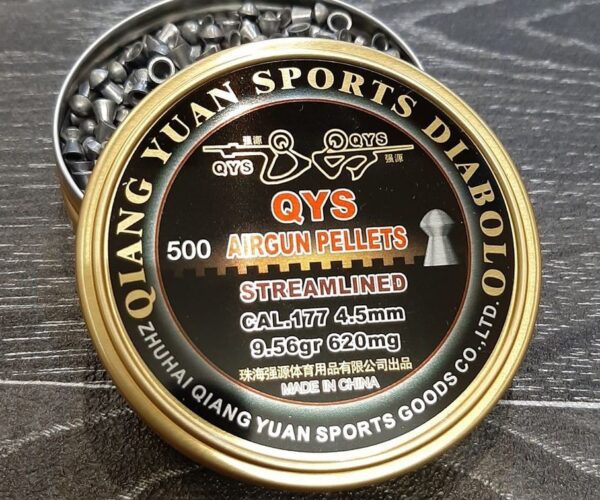 QIANG YUAN SPORTS DIABOLO
强源
QYS
QYS
强源
QYS
500 AIRGUN PELLETS
STREAMLINED
CAL.177 4.5mm
9.56gr 620mg
珠海强源体育用品有限公司出品
MADE IN CHINA
ZHUHAI QIANG YUAN SPORTS GOODS CO.,LTD.